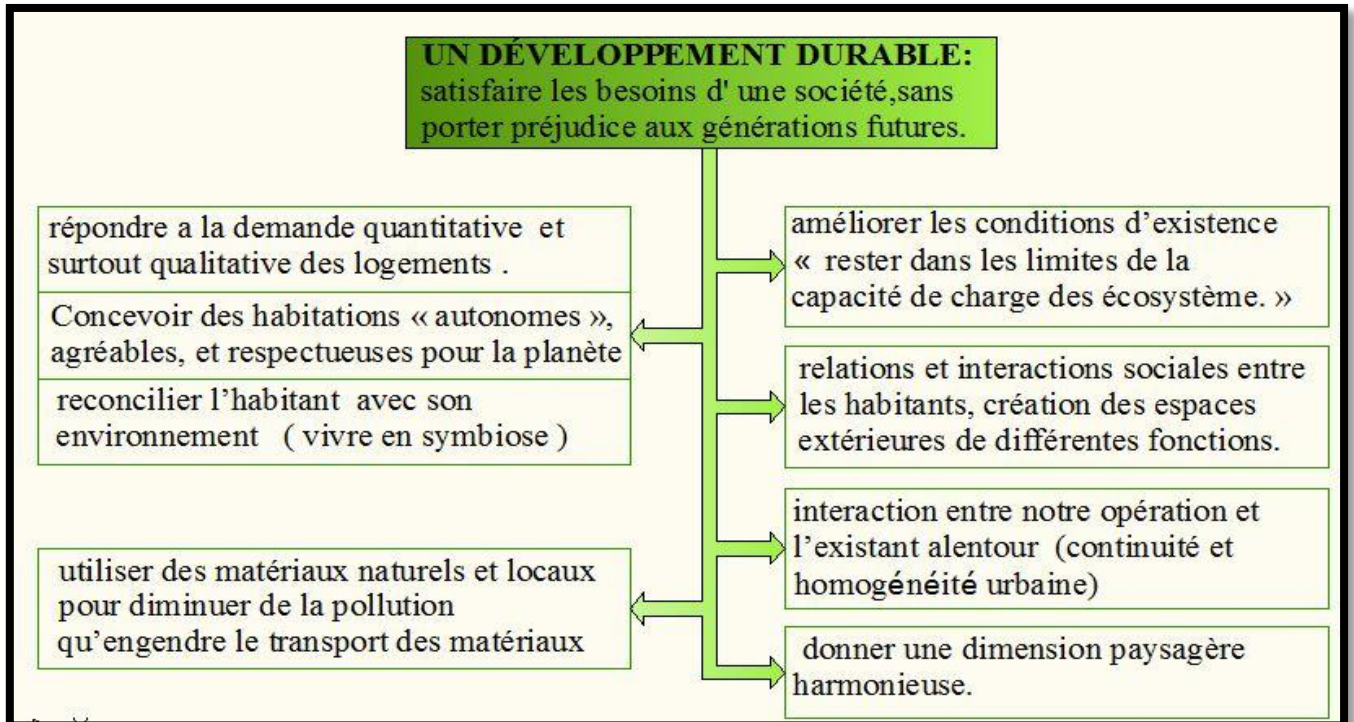 UN DÉVELOPPEMENT DURABLE:
satisfaire les besoins d' une société,sans
porter préjudice aux générations futures.
répondre a la demande quantitative et
surtout qualitative des logements .
Concevoir des habitations « autonomes »,
agréables, et respectueuses pour la planète
reconcilier l’habitant avec son
environnement ( vivre en symbiose )
utiliser des matériaux naturels et locaux
pour diminuer de la pollution
qu’engendre le transport des matériaux
améliorer les conditions d’existence
« rester dans les limites de la
capacité de charge des écosystème. »
relations et interactions sociales entre
les habitants, création des espaces
extérieures de différentes fonctions.
interaction entre notre opération et
l’existant alentour (continuité et
homogénéité urbaine)
donner une dimension paysagère
harmonieuse.